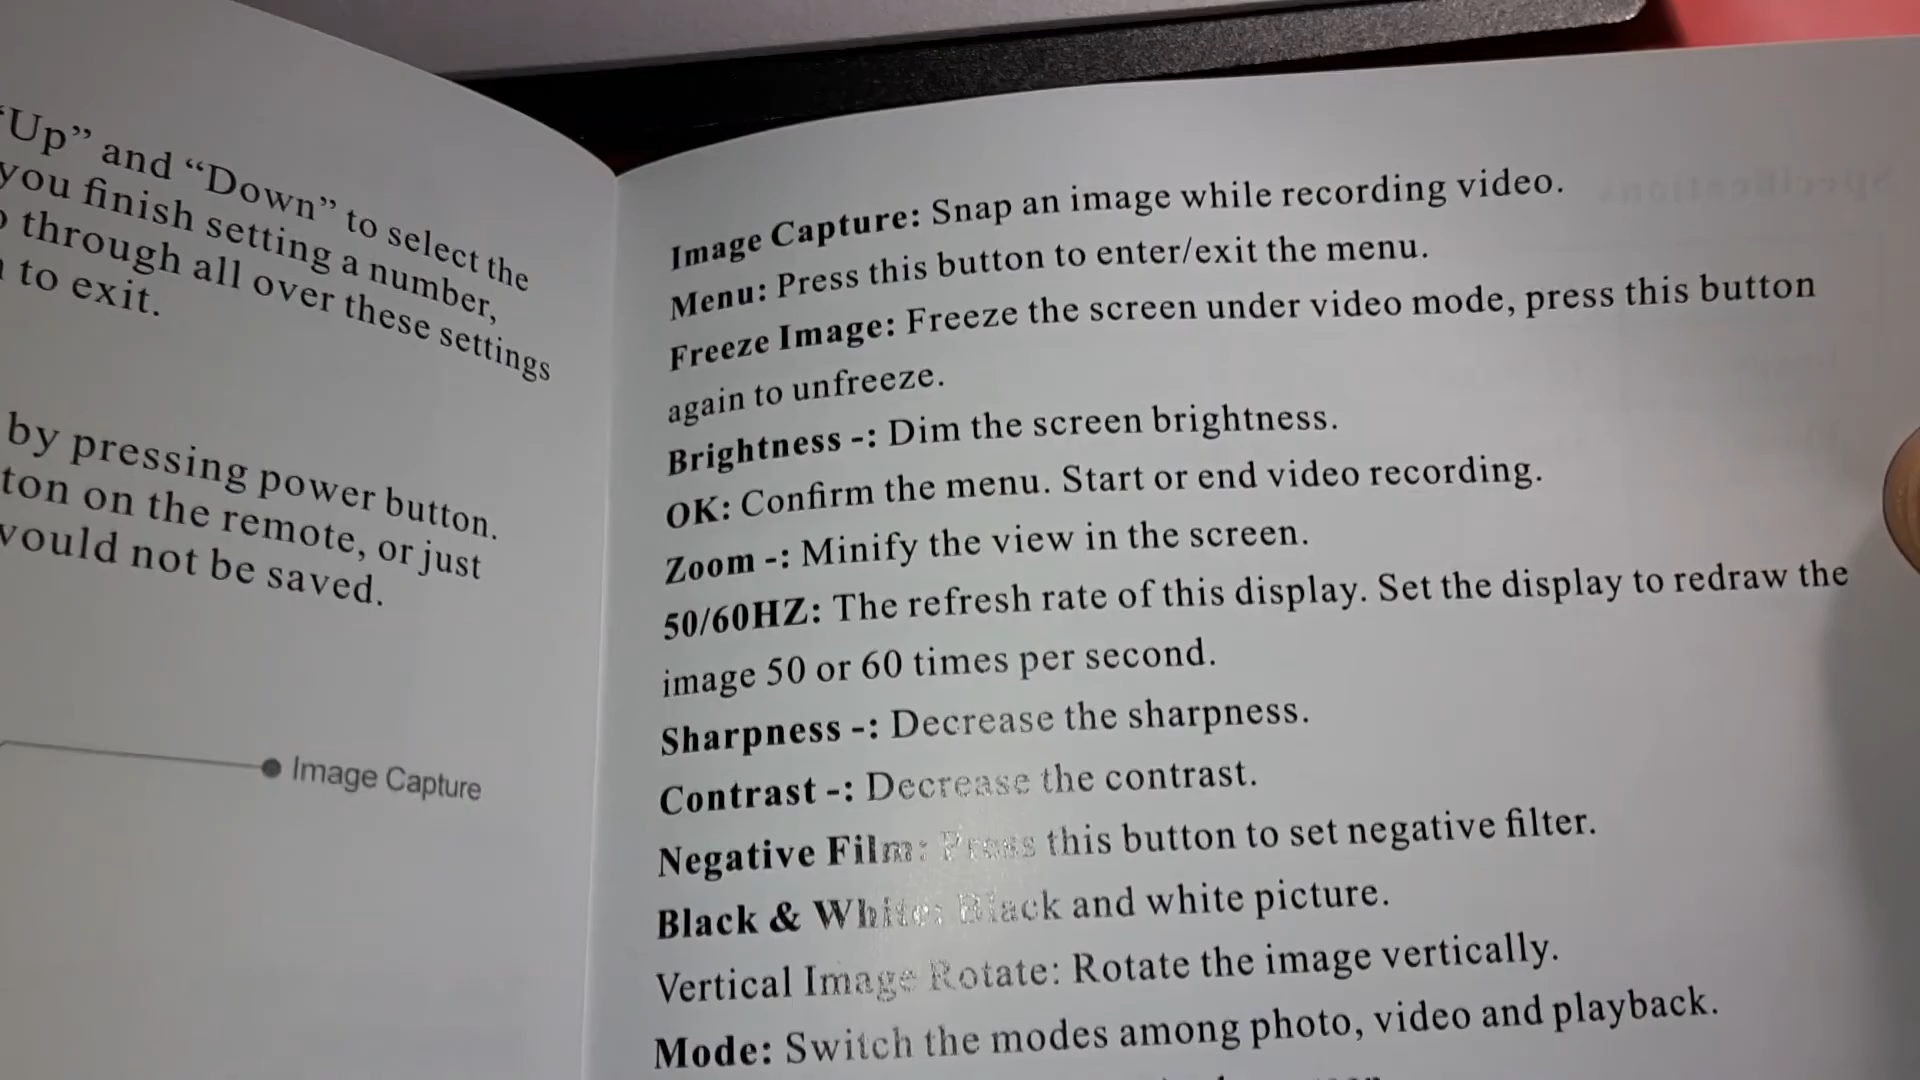 “Up” and “Down” to select the
you finish setting a number,
through all over these settings
to exit.
by pressing power button.
on the remote, or just
would not be saved.
Image Capture
Image Capture: Snap an image while recording video.
Menu: Press this button to enter/exit the menu.
Freeze Image: Freeze the screen under video mode, press this button
again to unfreeze.
Brightness -: Dim the screen brightness.
OK: Confirm the menu. Start or end video recording.
Zoom -: Minify the view in the screen.
50/60HZ: The refresh rate of this display. Set the display to redraw the
image 50 or 60 times per second.
Sharpness -: Decrease the sharpness.
Contrast -: Decrease the contrast.
Negative Film: Press this button to set negative filter.
Black & White: Black and white picture.
Vertical Image Rotate: Rotate the image vertically.
Mode: Switch the modes among photo, video and playback.